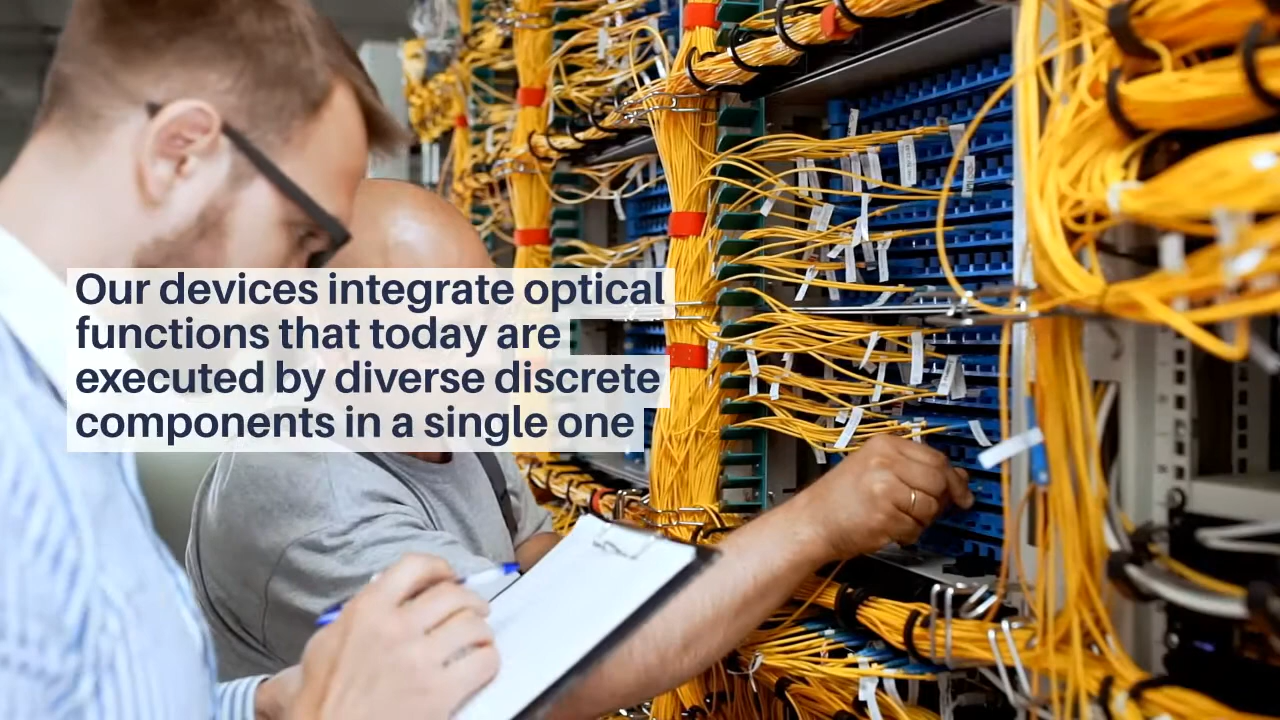 Our devices integrate optical
functions that today are
executed by diverse discrete
components in a single one